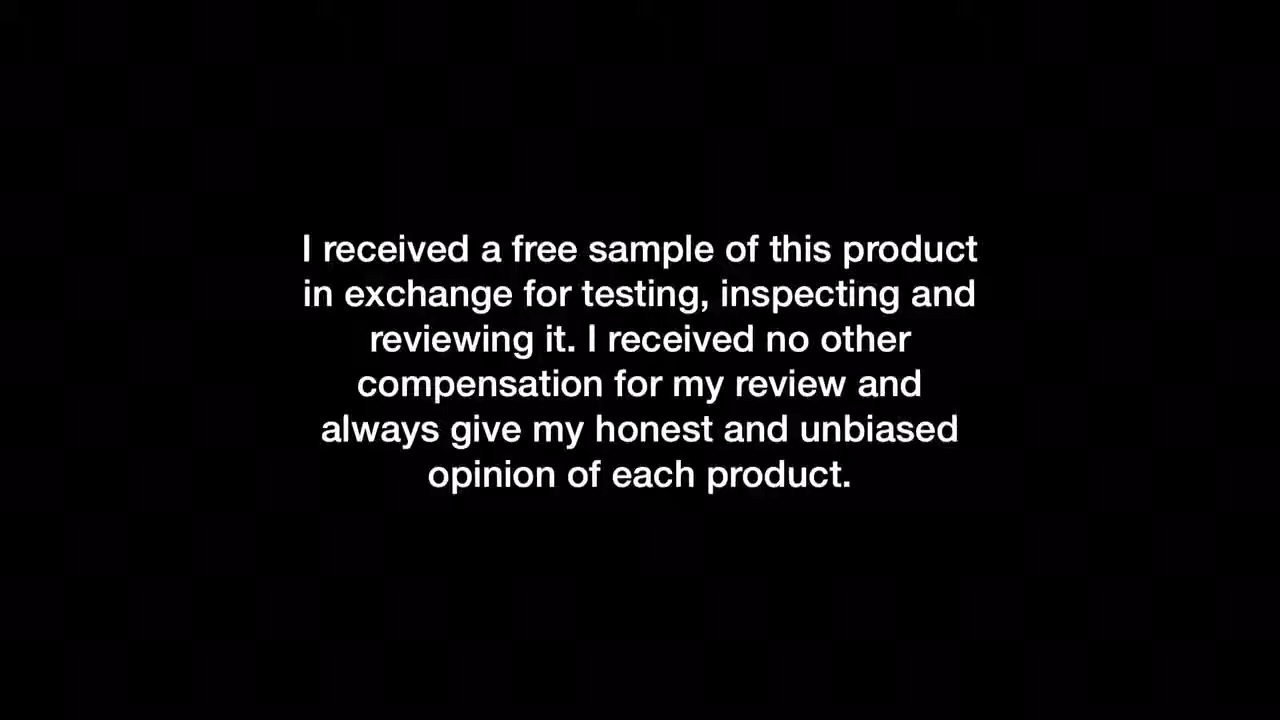 I received a free sample of this product
in exchange for testing, inspecting and
reviewing it. I received no other
compensation for my review and
always give my honest and unbiased
opinion of each product.